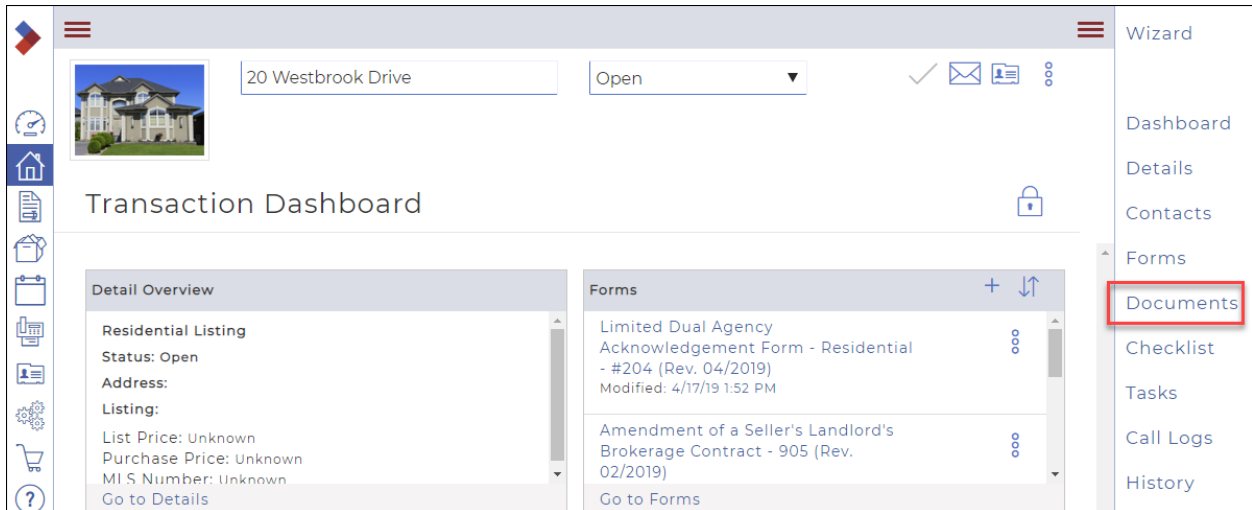 20 Westbrook Drive
Open
Transaction Dashboard
Detail Overview
Residential Listing
Status: Open
Address:
Listing:
List Price: Unknown
Purchase Price: Unknown
MLS Number: Unknown
Go to Details
Forms
Limited Dual Agency
Acknowledgement Form - Residential
- #204 (Rev. 04/2019)
Modified: 4/17/19 1:52 PM
Amendment of a Seller's Landlord's
Brokerage Contract - 905 (Rev.
02/2019)
Go to Forms
Wizard
Dashboard
Details
Contacts
Forms
Documents
Checklist
Tasks
Call Logs
History
?